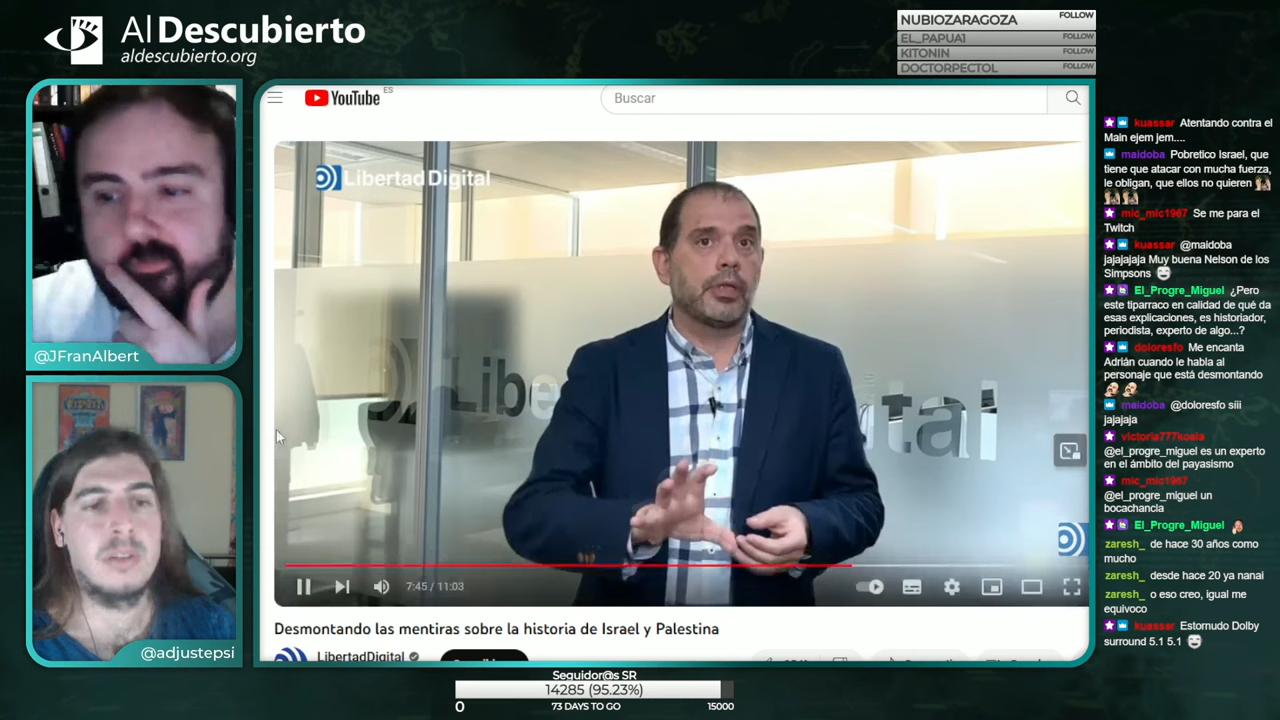 Al Descubierto
aldescubierto.org
NUBIOZARAGOZA FOLLOW
EL_PAPUA1 FOLLOW
KITONIN FOLLOW
DOCTORPECTOL FOLLOW
YouTube ES
Buscar
Libertad Digital
7:45 / 11:03
Desmontando las mentiras sobre la historia de Israel y Palestina
LibertadDigital
@JFranAlbert
@adjustepsi
kuassar Atentando contra el
Main ejem jem....
maidoba Pobretico Israel, que
tiene que atacar con mucha fuerza,
le obligan, que ellos no quieren
mic_mic1967 Se me para el
Twitch
kuassar @maidoba
jajajajaja Muy buena Nelson de los
Simpsons
El_Progre_Miguel ¿Pero
este tiparraco en calidad de qué da
esas explicaciones, es historiador,
periodista, experto de algo...?
doloresfo Me encanta
Adrián cuando le habla al
personaje que está desmontando
maidoba @doloresfo siii
jajajaja
victoria777koala
@el_progre_miguel es un experto
en el ámbito del payasismo
mic_mic1967
@el_progre_miguel un
bocachancla
El_Progre_Miguel
zaresh_ de hace 30 años como
mucho
zaresh_ desde hace 20 ya nanai
zaresh_ o eso creo, igual me
equivoco
kuassar Estornudo Dolby
surround 5.1 5.1
Seguidor@s SR
14285 (95.23%)
0 73 DAYS TO GO 15000